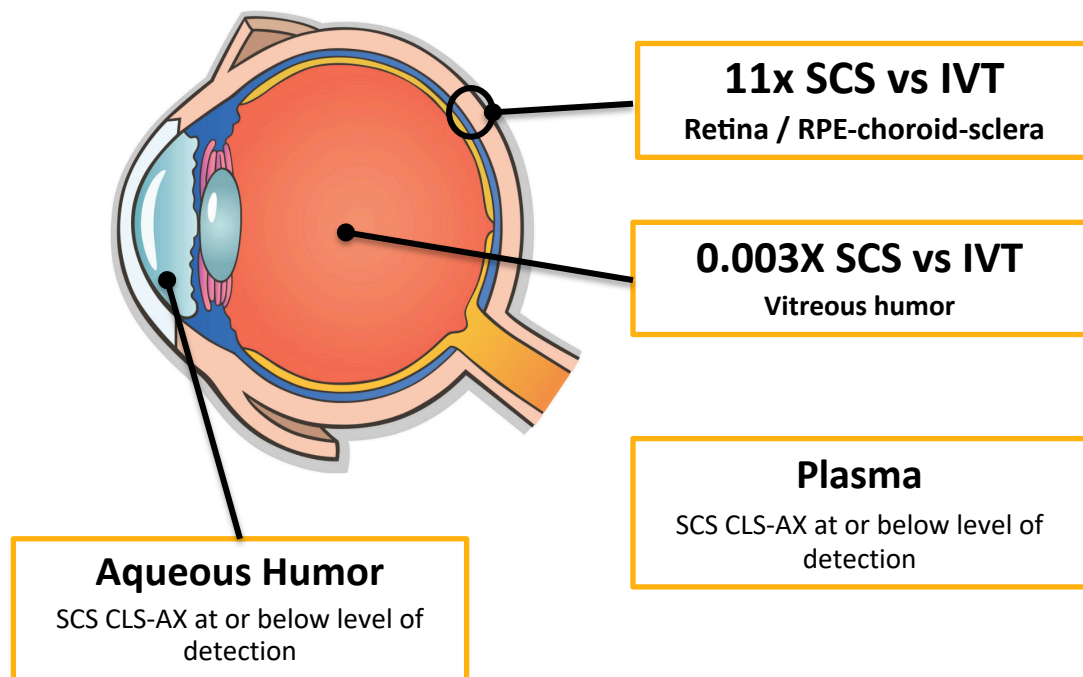 11x SCS vs IVT
Retina / RPE-choroid-sclera
0.003X SCS vs IVT
Vitreous humor
Plasma
SCS CLS-AX at or below level of
detection
Aqueous Humor
SCS CLS-AX at or below level of
detection